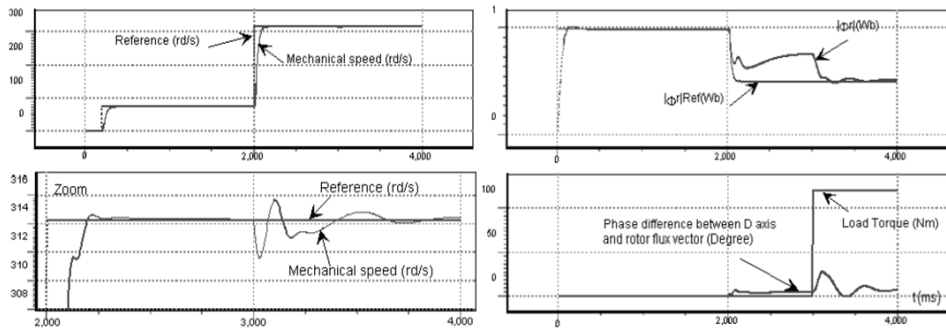 300
200
100
0
Reference (rd/s)
Mechanical speed (rd/s)
0
2,000
4,000
1
0
|Φr|(Wb)
|Φr|Ref(Wb)
0
2,000
4,000
316
314
312
310
308
Zoom
Reference (rd/s)
Mechanical speed (rd/s)
2,000
3,000
4,000
100
50
0
Phase difference between D axis
and rotor flux vector (Degree)
Load Torque (Nm)
t(ms)
0
2,000
4,000